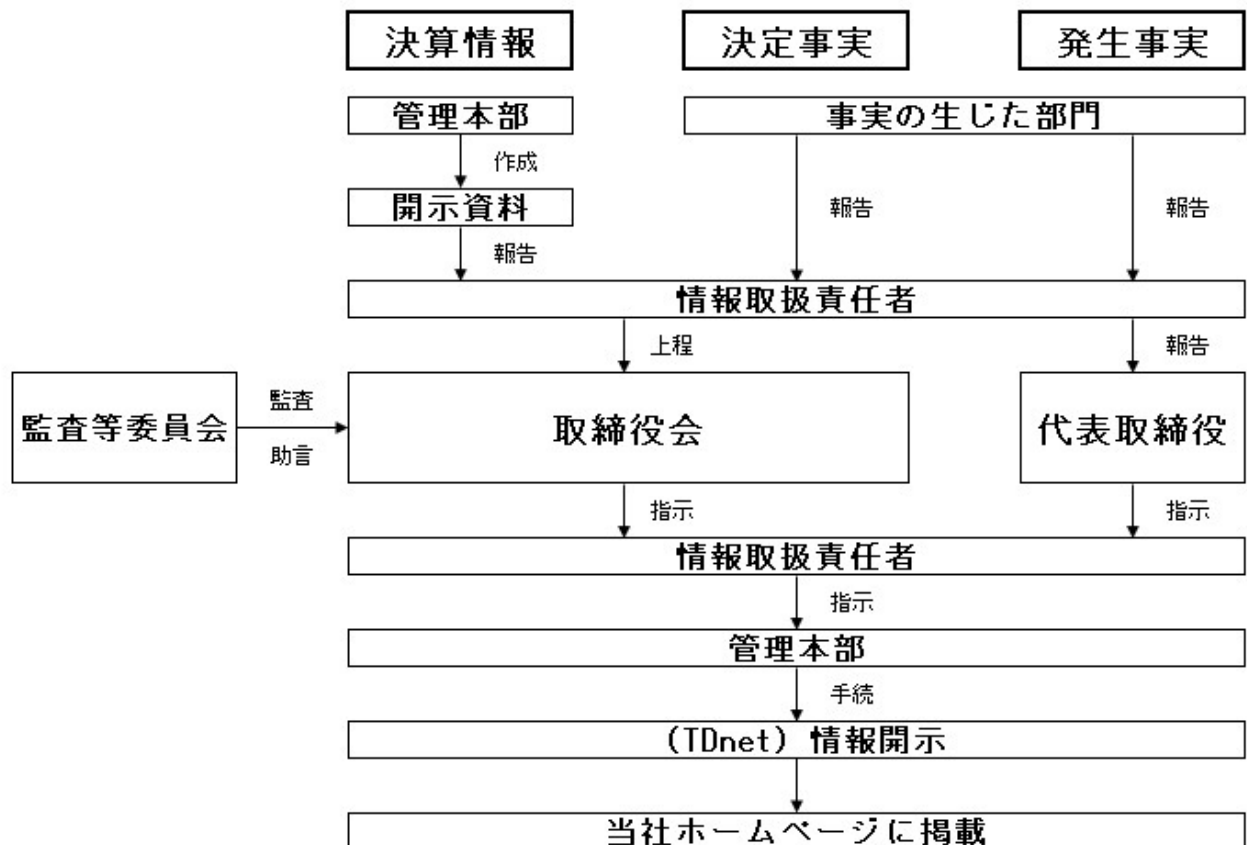 決算情報
決定事実
発生事実
管理本部
事実の生じた部門
作成
開示資料
報告
報告
報告
情報取扱責任者
上程
報告
監査等委員会
監査
助言
取締役会
代表取締役
指示
指示
情報取扱責任者
指示
管理本部
手続
(TDnet) 情報開示
当社ホームページに掲載